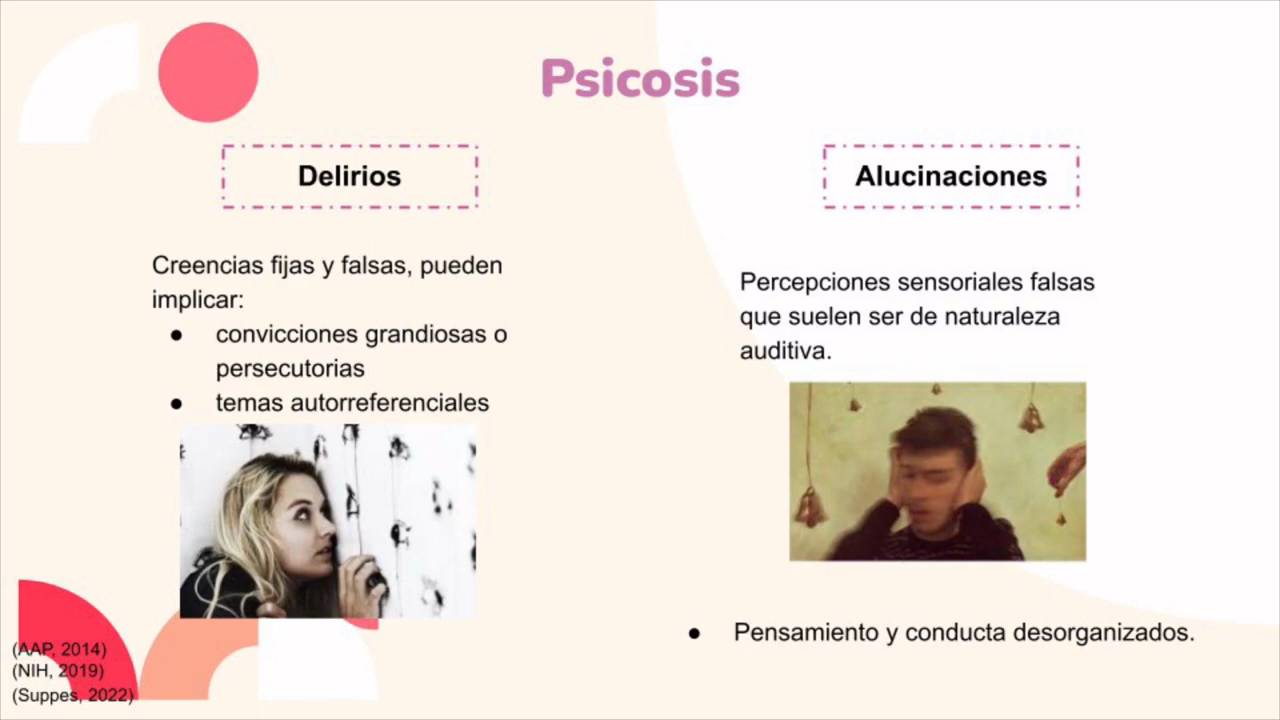 Psicosis
Delirios
Creencias fijas y falsas, pueden
implicar:
● convicciones grandiosas o
persecutorias
● temas autorreferenciales
Alucinaciones
Percepciones sensoriales falsas
que suelen ser de naturaleza
auditiva.
● Pensamiento y conducta desorganizados.
(AAP, 2014)
(NIH, 2019)
(Suppes, 2022)